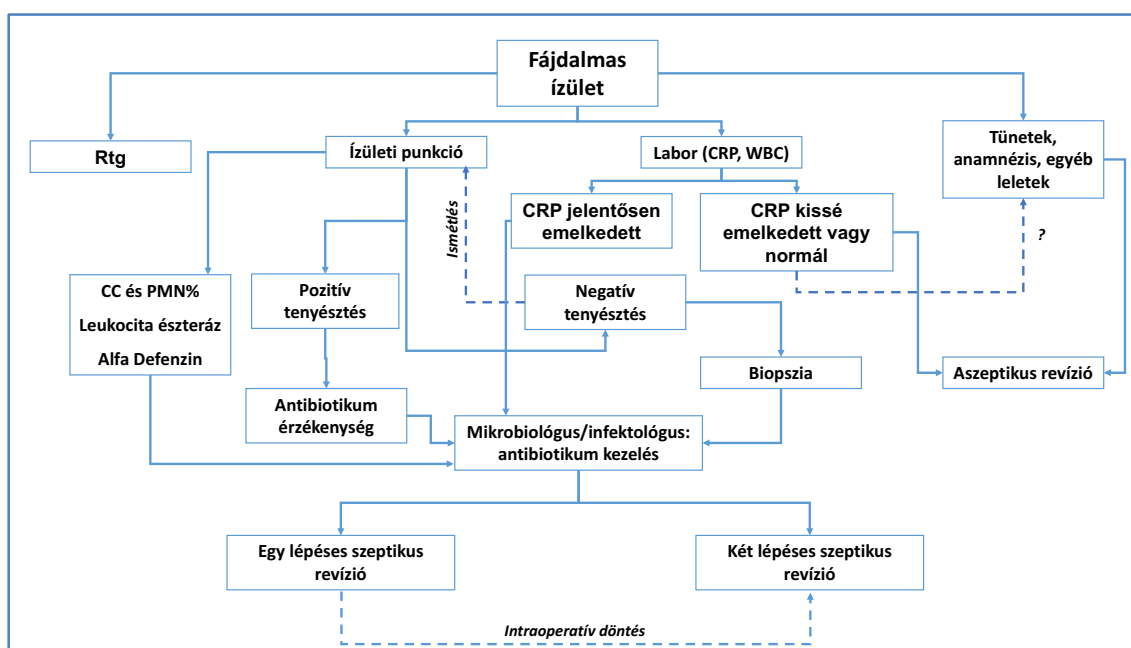 Fájdalmas
ízület
Rtg
Ízületi punkció
Labor (CRP, WBC)
Tünetek,
anamnézis, egyéb
leletek
Ismétlés
CRP jelentősen
emelkedett
CRP kissé
emelkedett vagy
normál
?
CC és PMN%
Leukocita észteráz
Alfa Defenzin
Pozitív
tenyésztés
Negatív
tenyésztés
Biopszia
Aszeptikus revízió
Antibiotikum
érzékenység
Mikrobiológus/infektológus:
antibiotikum kezelés
Egy lépéses szeptikus
revízió
Két lépéses szeptikus
revízió
Intraoperatív döntés